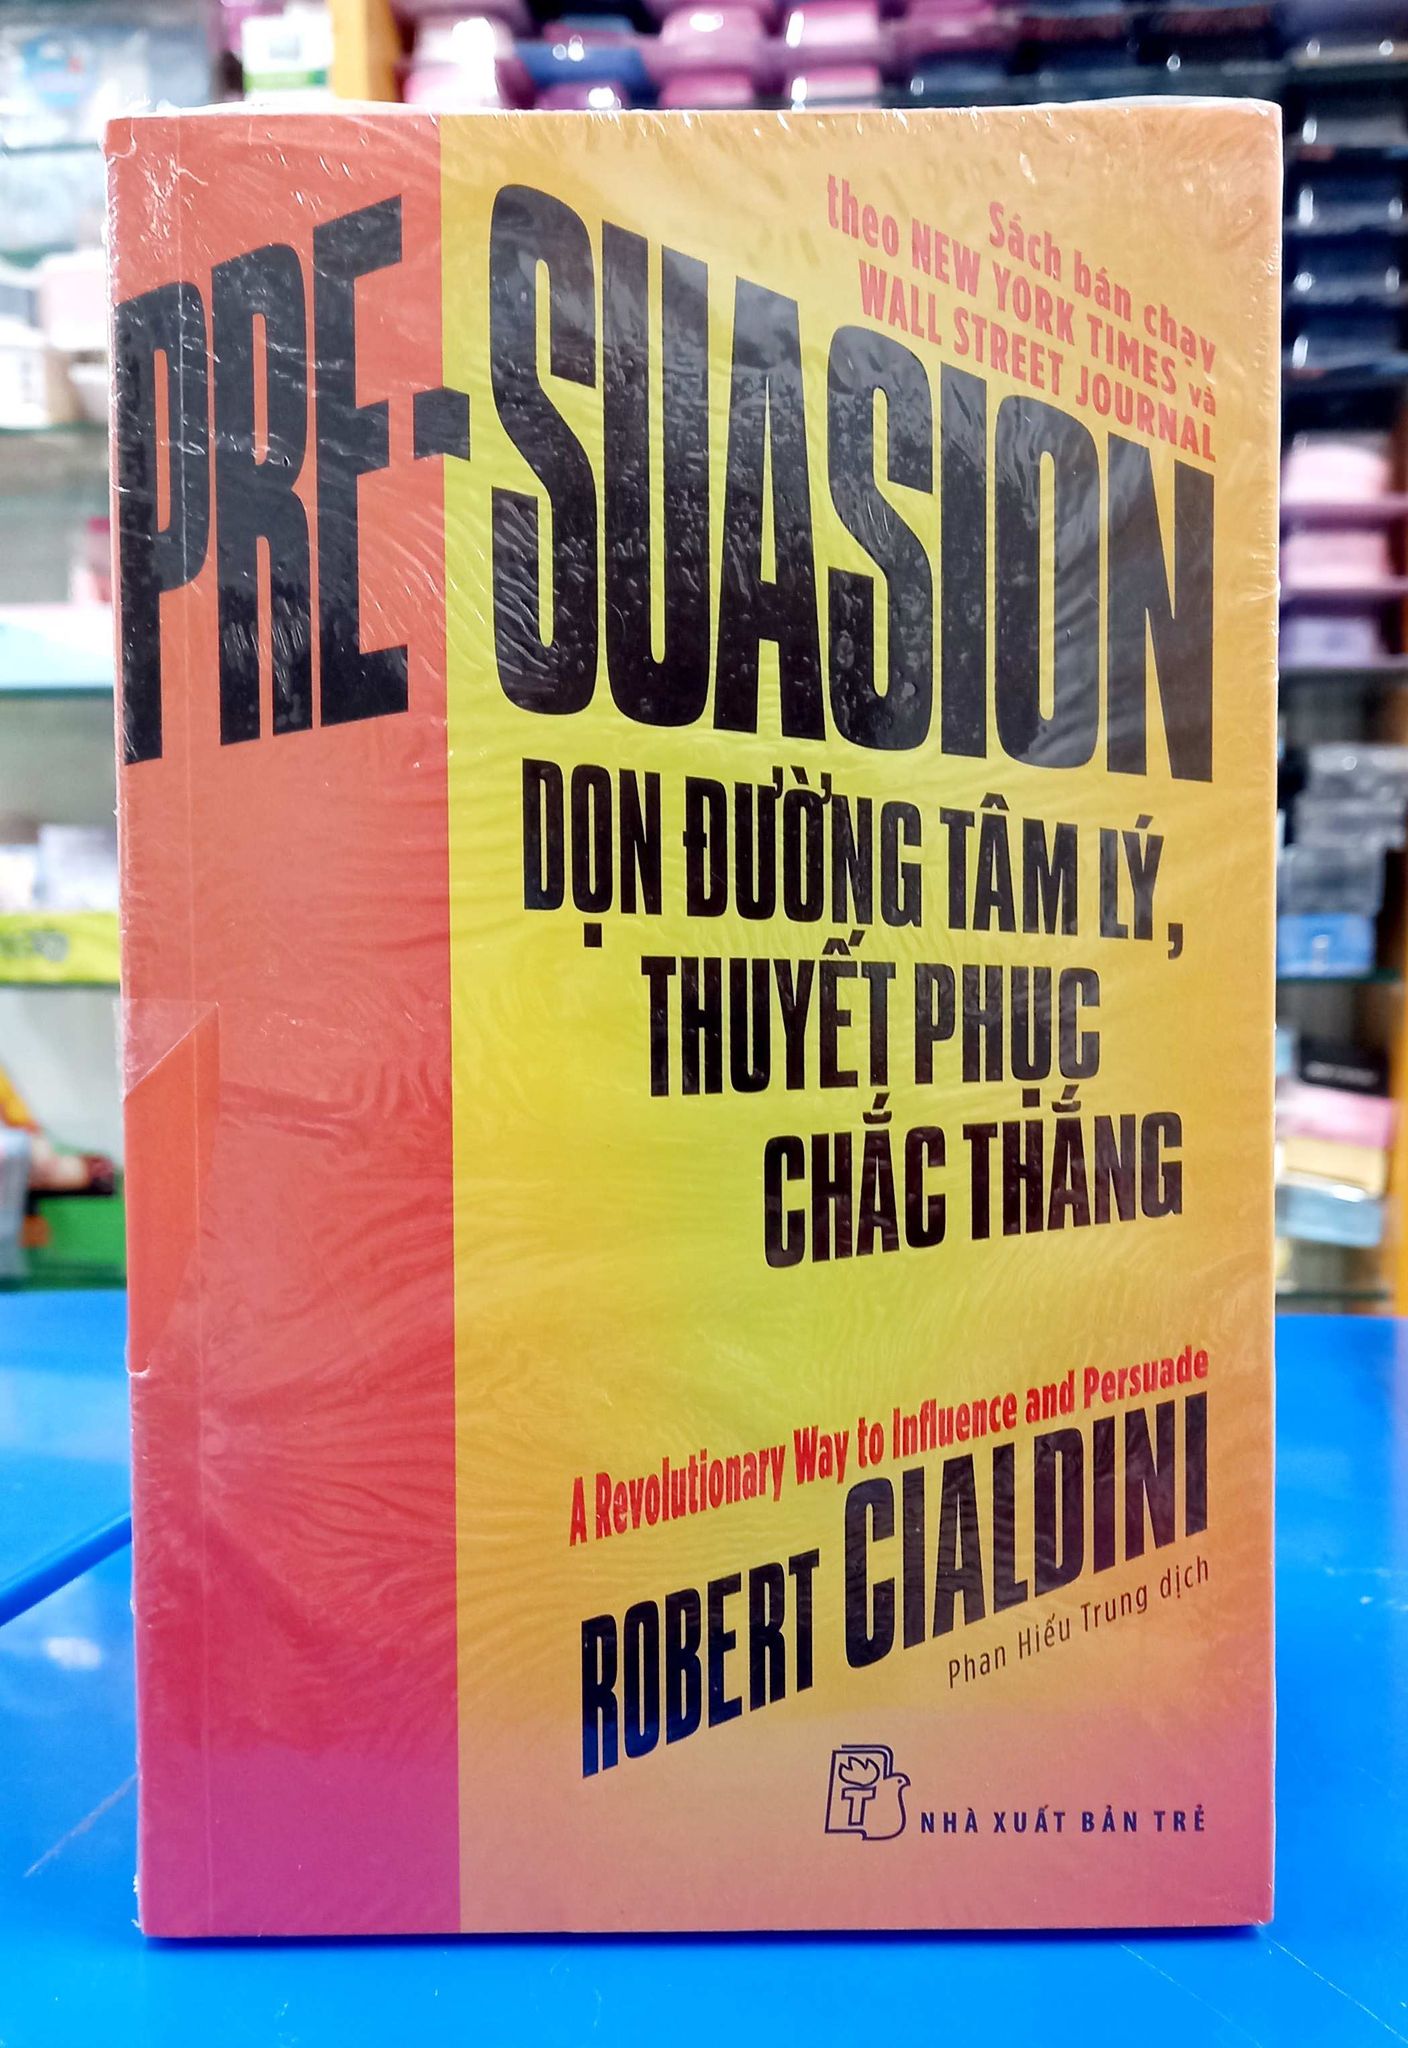 Sách bán chạy
theo NEW YORK TIMES và
WALL STREET JOURNAL
PRE-SUASION
DỌN ĐƯỜNG TÂM LÝ,
THUYẾT PHỤC
CHẮC THẮNG
A Revolutionary Way to Influence and Persuade
ROBERT CIALDINI
Phan Hiếu Trung dịch
T
NHÀ XUẤT BẢN TRẺ